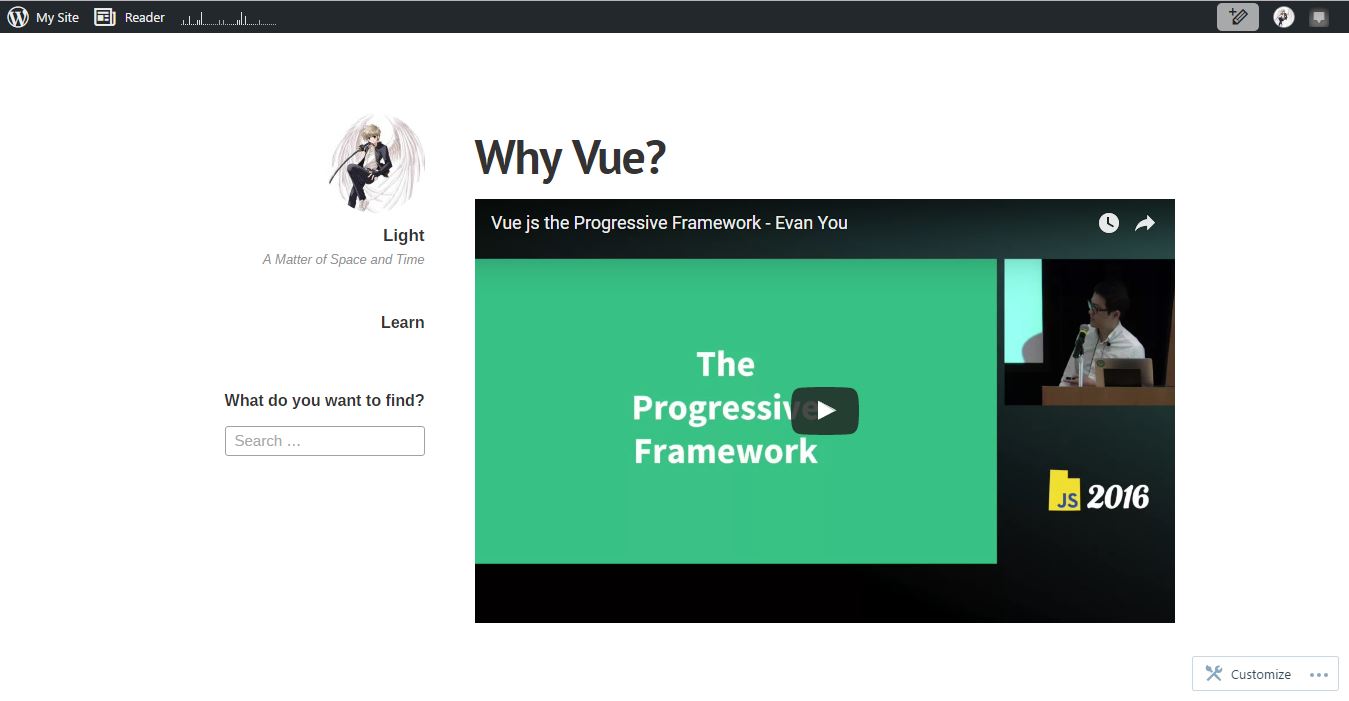 My Site
Reader
Light
A Matter of Space and Time
Learn
What do you want to find?
Search …
Why Vue?
Vue js the Progressive Framework - Evan You
The
Progressive
Framework
JS 2016
Customize